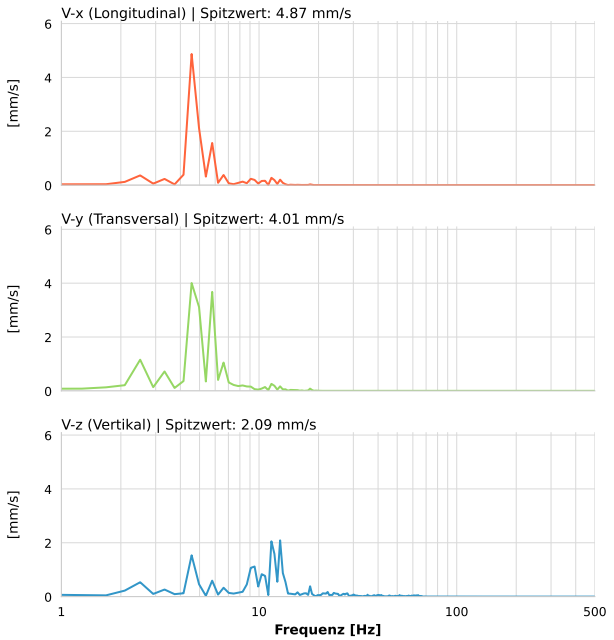 V-x (Longitudinal) | Spitzwert: 4.87 mm/s
6
4
2
0
[mm/s]
V-y (Transversal) | Spitzwert: 4.01 mm/s
6
4
2
0
[mm/s]
V-z (Vertikal) | Spitzwert: 2.09 mm/s
6
4
2
0
[mm/s]
1 10 100 500
Frequenz [Hz]